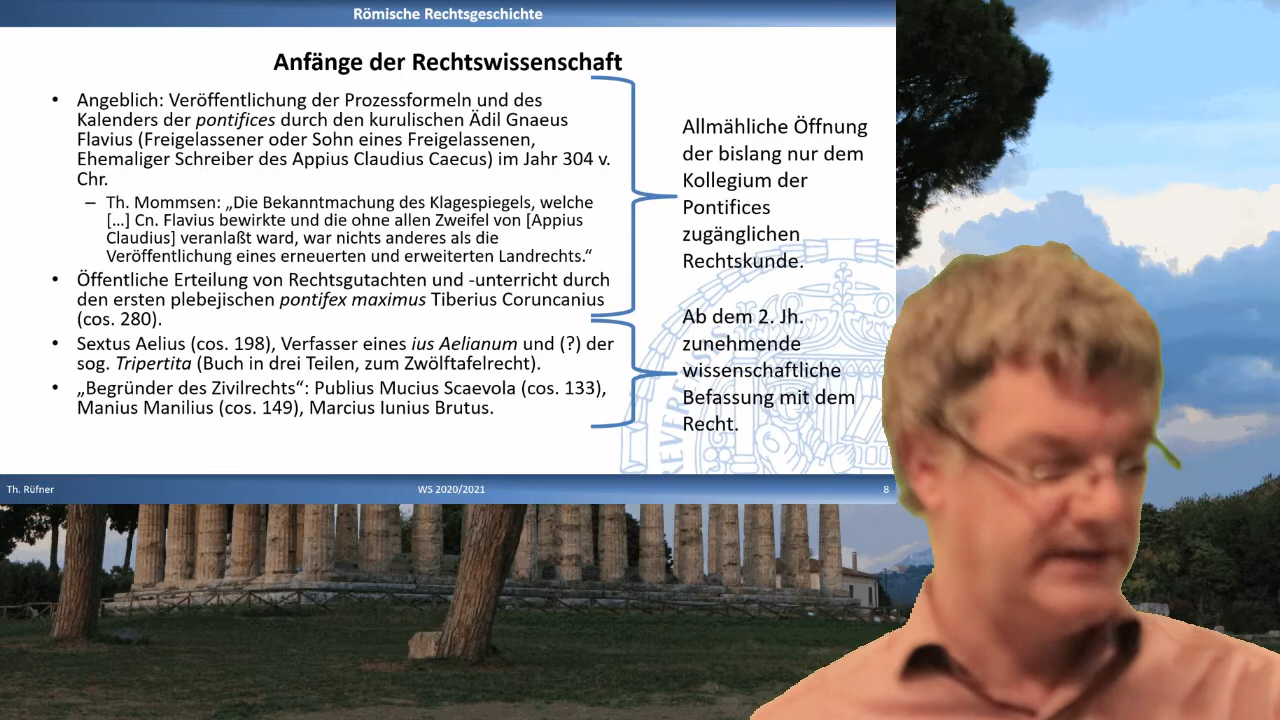 Römische Rechtsgeschichte
Anfänge der Rechtswissenschaft
• Angeblich: Veröffentlichung der Prozessformeln und des
Kalenders der pontifices durch den kurulischen Ädil Gnaeus
Flavius (Freigelassener oder Sohn eines Freigelassenen,
Ehemaliger Schreiber des Appius Claudius Caecus) im Jahr 304 v.
Chr.
– Th. Mommsen: „Die Bekanntmachung des Klagespiegels, welche
[…] Cn. Flavius bewirkte und die ohne allen Zweifel von [Appius
Claudius] veranlaßt ward, war nichts anderes als die
Veröffentlichung eines erneuerten und erweiterten Landrechts.“
• Öffentliche Erteilung von Rechtsgutachten und -unterricht durch
den ersten plebejischen pontifex maximus Tiberius Coruncanius
(cos. 280).
• Sextus Aelius (cos. 198), Verfasser eines ius Aelianum und (?) der
sog. Tripertita (Buch in drei Teilen, zum Zwölftafelrecht).
• „Begründer des Zivilrechts“: Publius Mucius Scaevola (cos. 133),
Manius Manilius (cos. 149), Marcius Iunius Brutus.
Allmähliche Öffnung
der bislang nur dem
Kollegium der
Pontifices
zugänglichen
Rechtskunde.
Ab dem 2. Jh.
zunehmende
wissenschaftliche
Befassung mit dem
Recht.
Th. Rüfner
WS 2020/2021
8